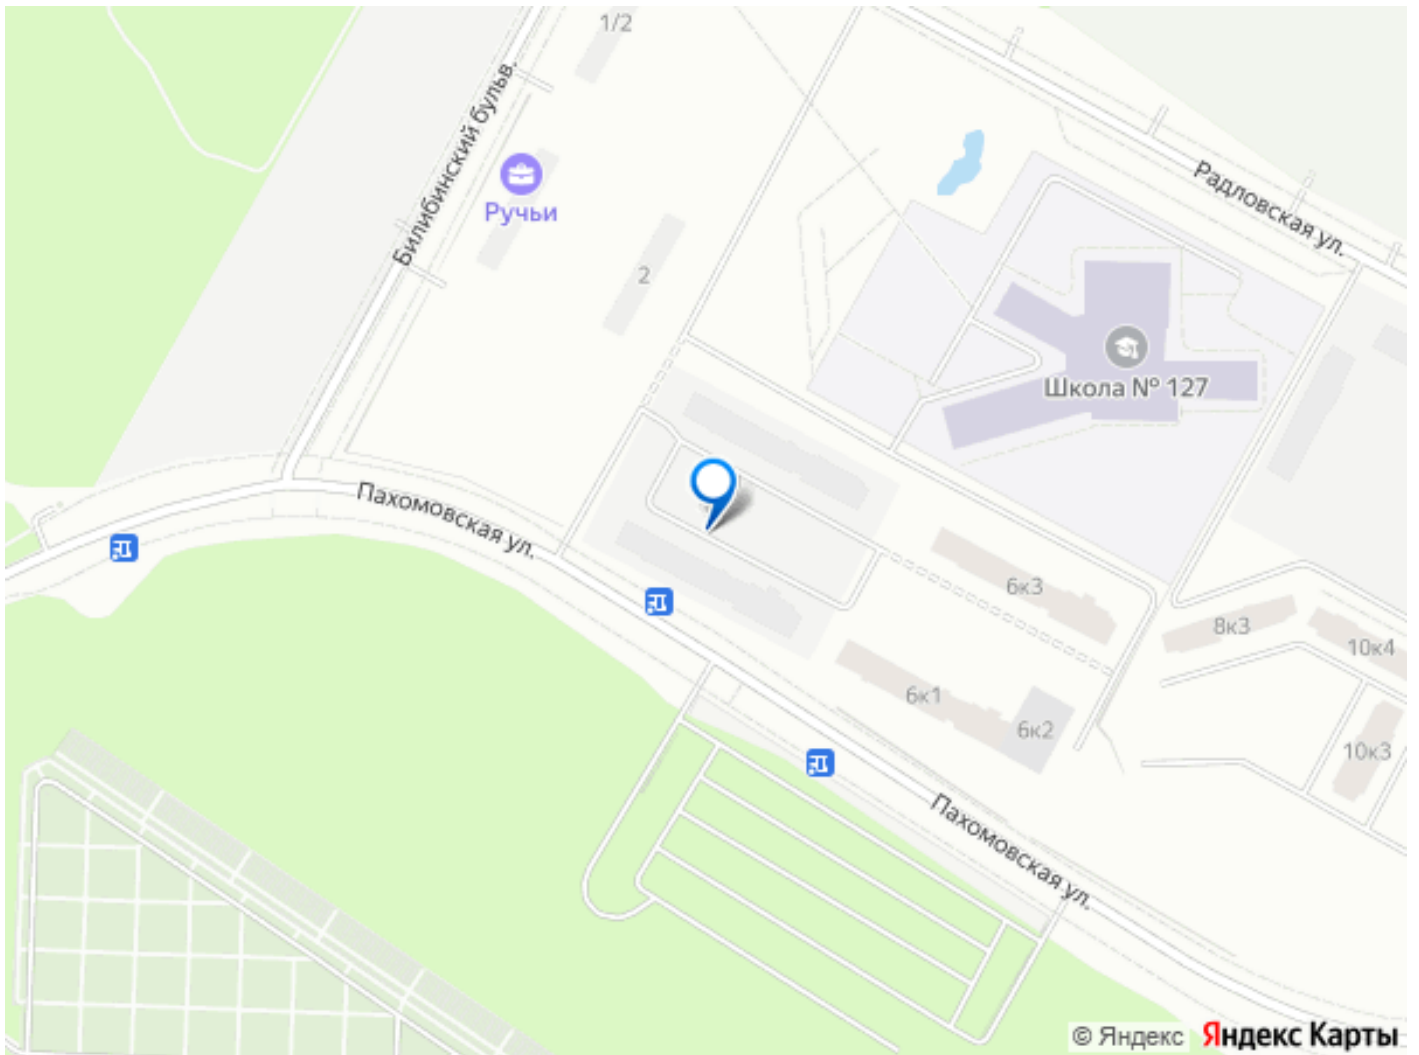 1/2
Билибинский бульв.
Радловская ул.
Ручьи
2
Школа № 127
Пахомовская ул.
6к3
8к3
10к4
6к1
6к2
10к3
Пахомовская ул.
© Яндекс Яндекс Карты